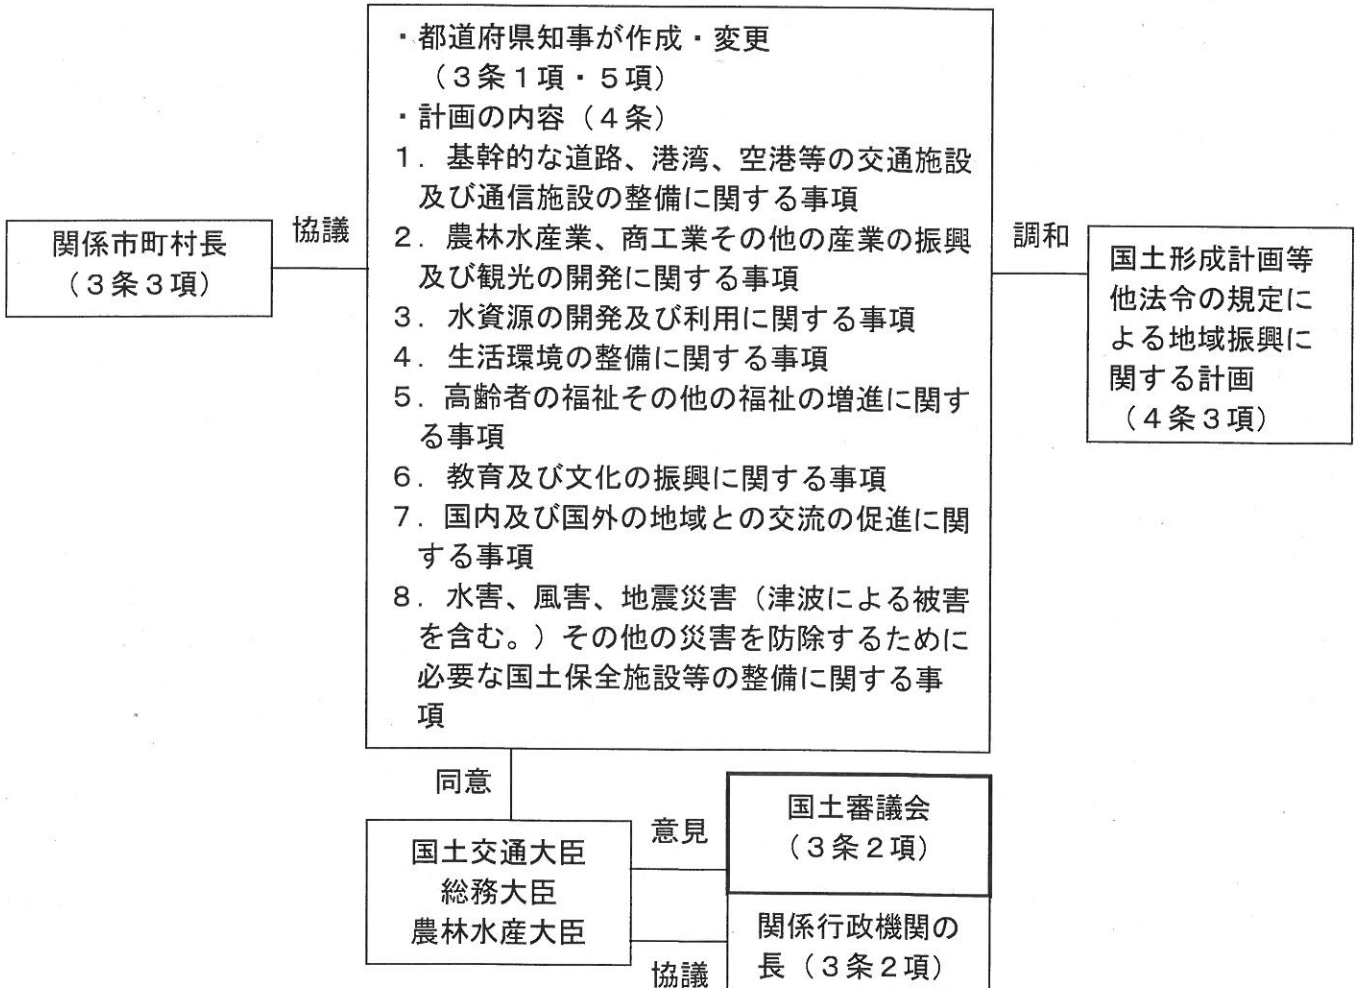 ・都道府県知事が作成・変更
（３条１項・５項）
・計画の内容（４条）
１．基幹的な道路、港湾、空港等の交通施設
及び通信施設の整備に関する事項
２．農林水産業、商工業その他の産業の振興
及び観光の開発に関する事項
３．水資源の開発及び利用に関する事項
４．生活環境の整備に関する事項
５．高齢者の福祉その他の福祉の増進に関す
る事項
６．教育及び文化の振興に関する事項
７．国内及び国外の地域との交流の促進に関
する事項
８．水害、風害、地震災害（津波による被害
を含む。）その他の災害を防除するために
必要な国土保全施設等の整備に関する事
項
協議
関係市町村長
（３条３項）
調和
国土形成計画等
他法令の規定に
よる地域振興に
関する計画
（４条３項）
同意
国土交通大臣
総務大臣
農林水産大臣
意見
国土審議会
（３条２項）
協議
関係行政機関の
長（３条２項）